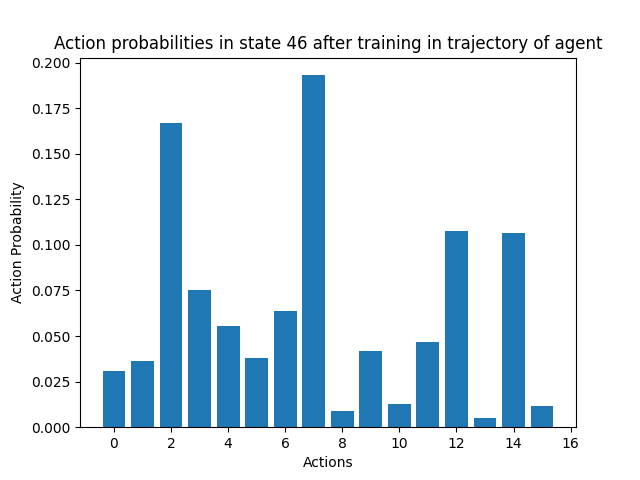 Action probabilities in state 46 after training in trajectory of agent
0.200
0.175
0.150
0.125
0.100
0.075
0.050
0.025
0.000
Action Probability
0 2 4 6 8 10 12 14 16
Actions